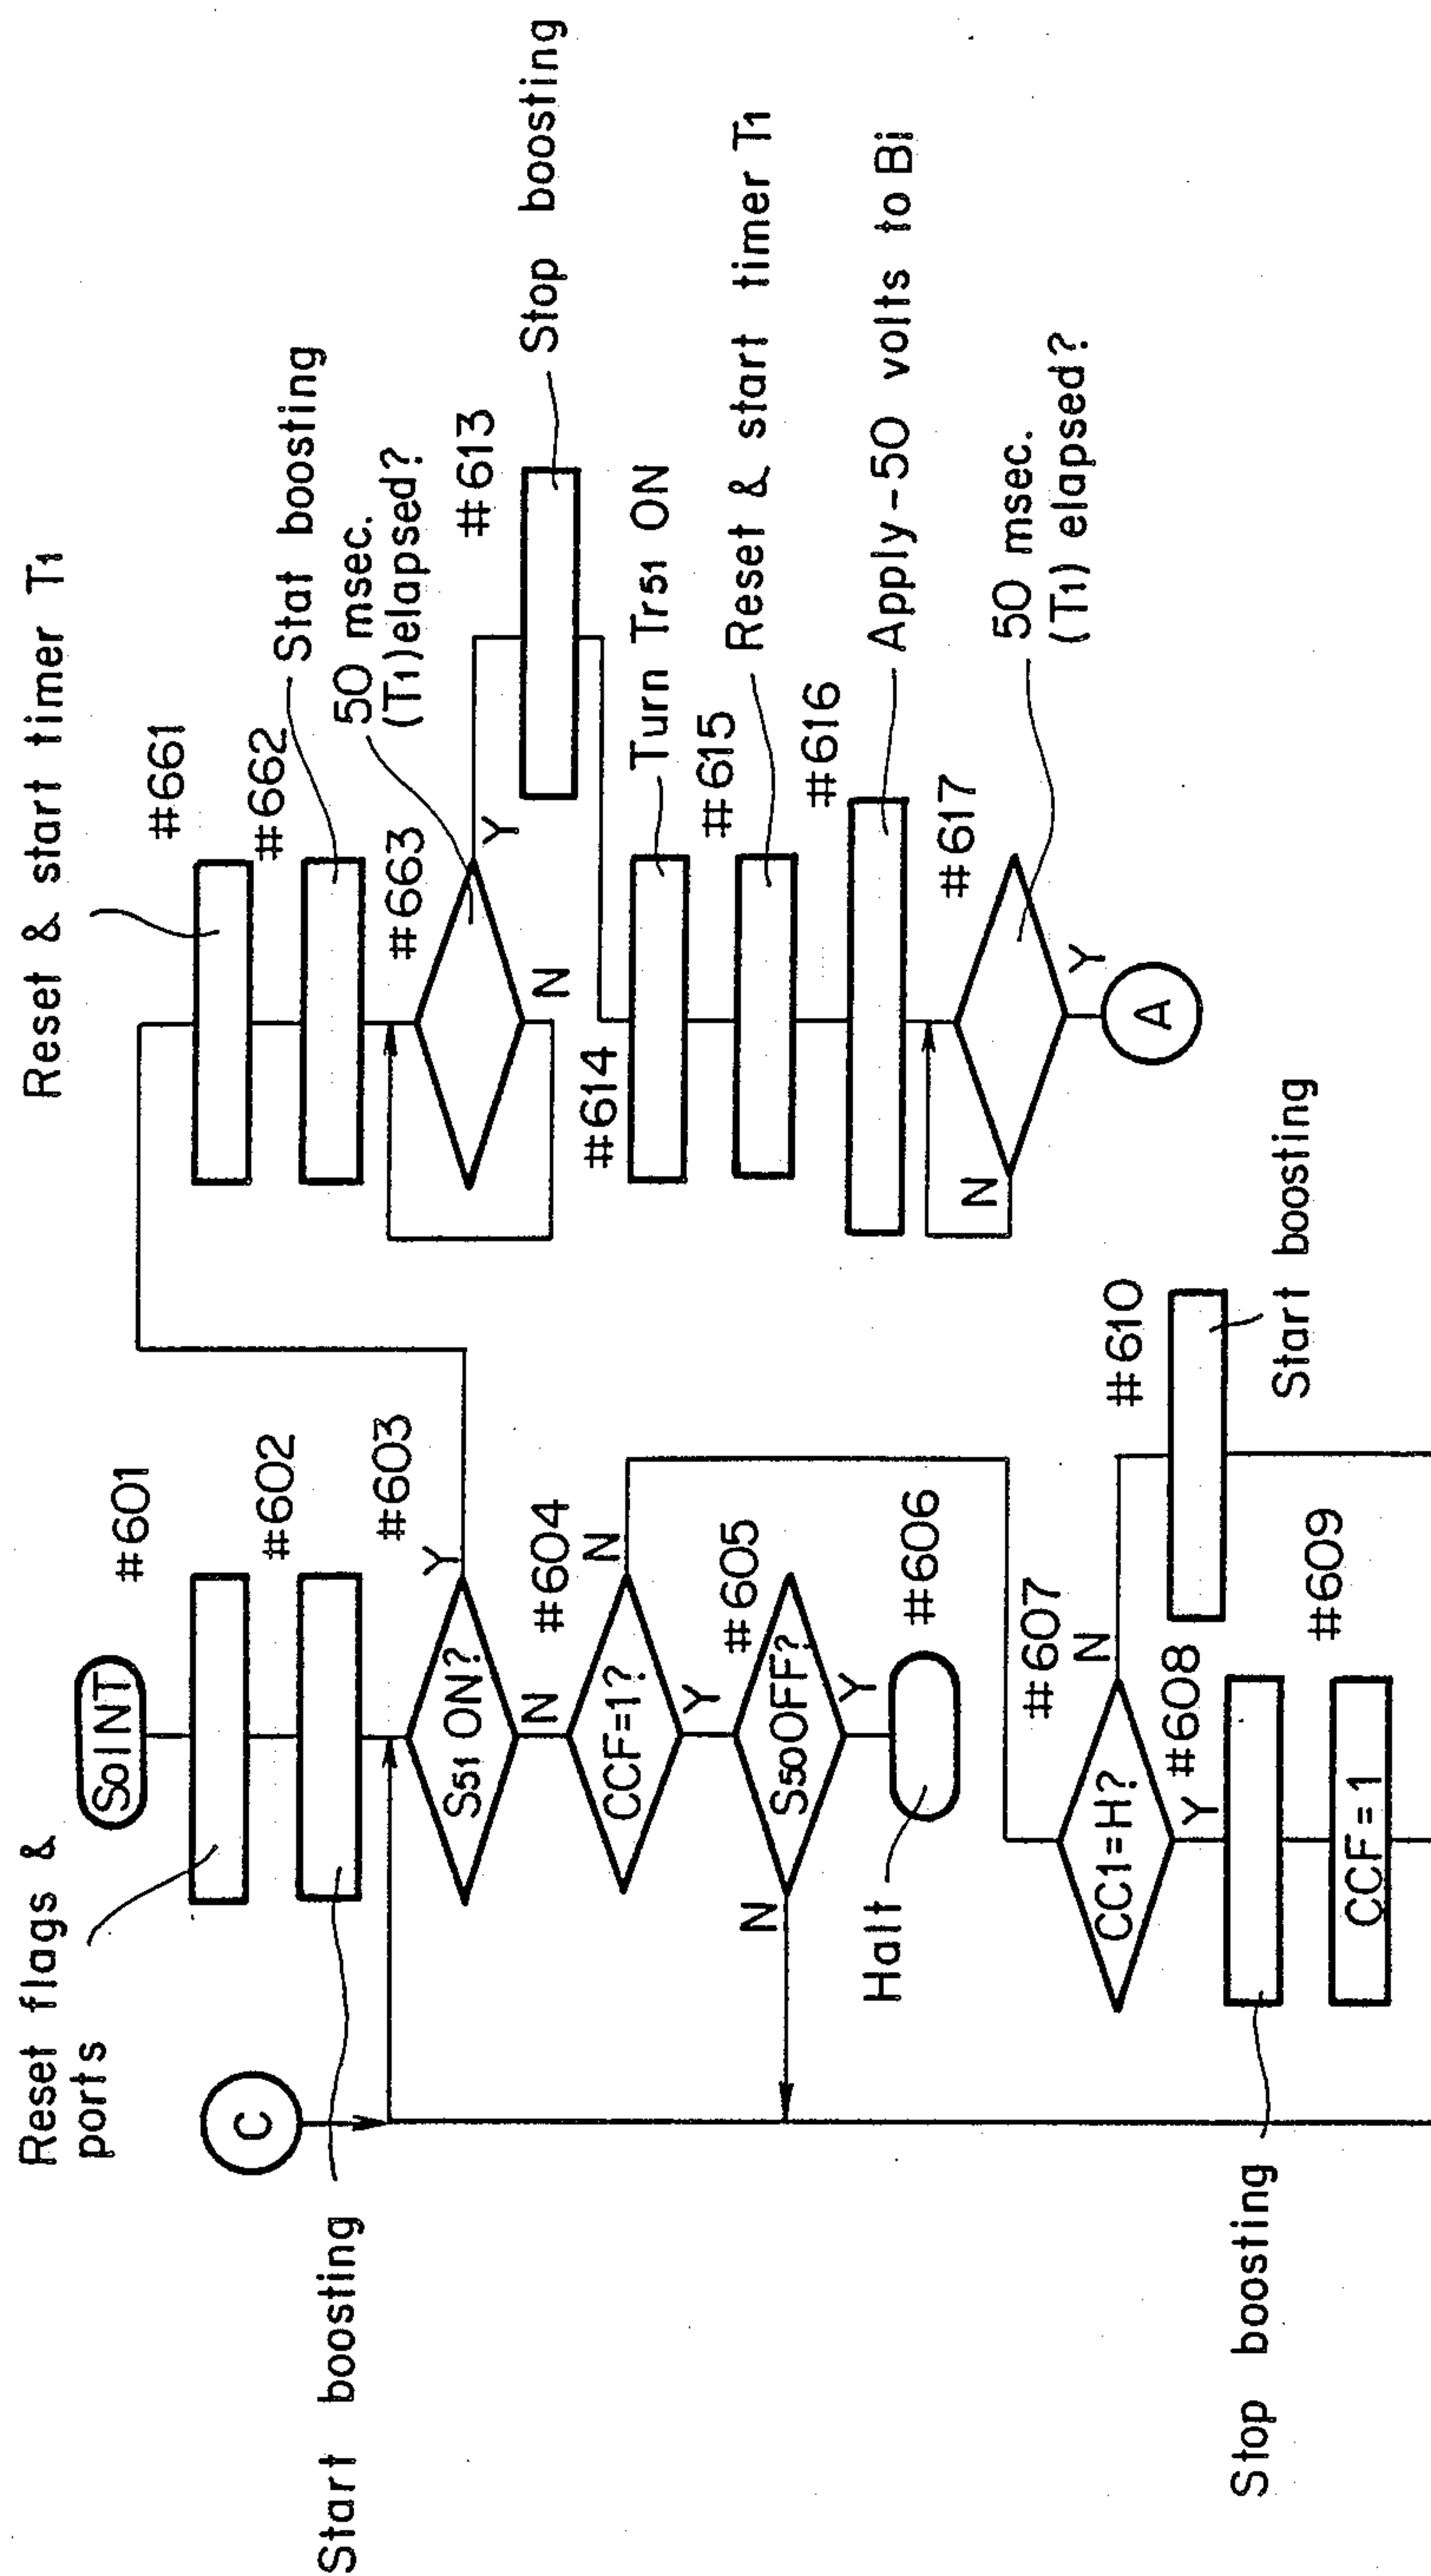 Reset flags &
ports
S0INT
#601
C
Start boosting
#602
#603
S51 ON?
Y
N
#604
CCF=1?
N
Y
#605
S50OFF?
N
Y
#606
Halt
#607
CC1=H?
N
Y
#608
Stop boosting
#609
CCF=1
#610
Start boosting
Reset & start timer T1
#661
#662
Stat boosting
#663
50 msec.
(T1)elapsed?
Y
N
#613
Stop boosting
#614
Turn Tr51 ON
#615
Reset & start timer T1
#616
Apply-50 volts to Bi
#617
50 msec.
(T1) elapsed?
N
Y
A